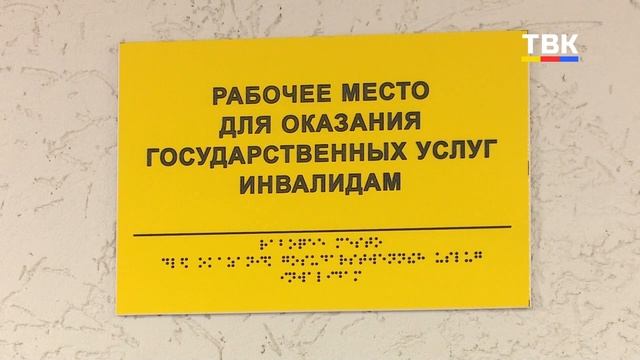 ТВК
РАБОЧЕЕ МЕСТО
ДЛЯ ОКАЗАНИЯ
ГОСУДАРСТВЕННЫХ УСЛУГ
ИНВАЛИДАМ